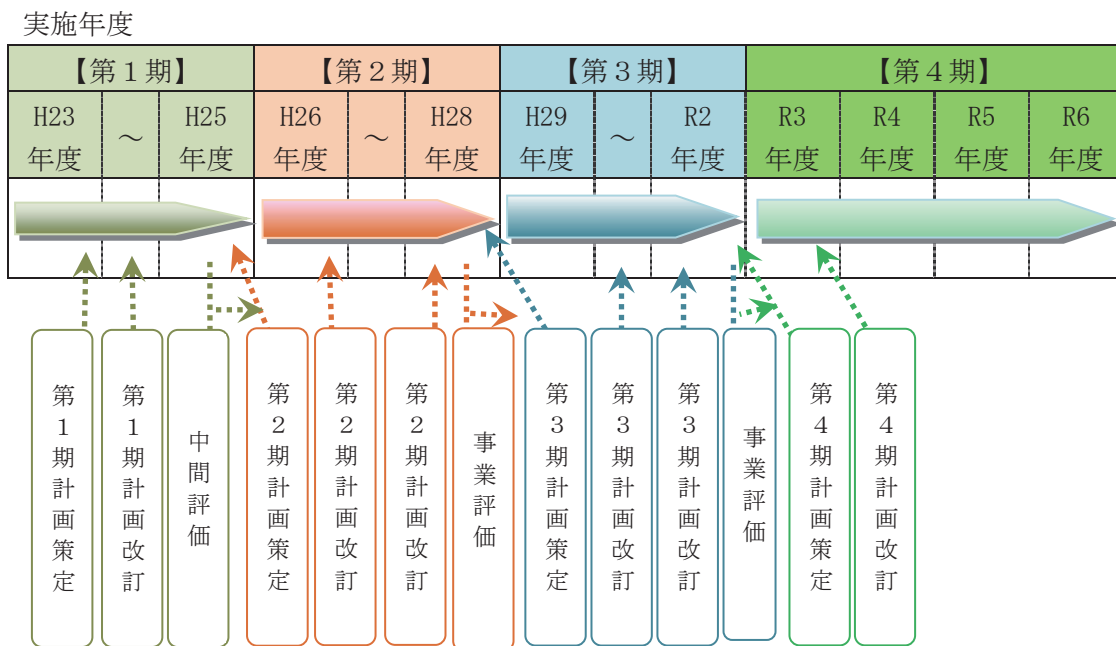 実施年度
【第１期】 【第２期】 【第３期】 【第４期】
H23 年度 ～ H25 年度 H26 年度 ～ H28 年度 H29 年度 ～ R2 年度 R3 年度 R4 年度 R5 年度 R6 年度
第１期計画策定
第１期計画改訂
中間評価
第２期計画策定
第２期計画改訂
第２期計画改訂
事業評価
第３期計画策定
第３期計画改訂
第３期計画改訂
事業評価
第４期計画策定
第４期計画改訂